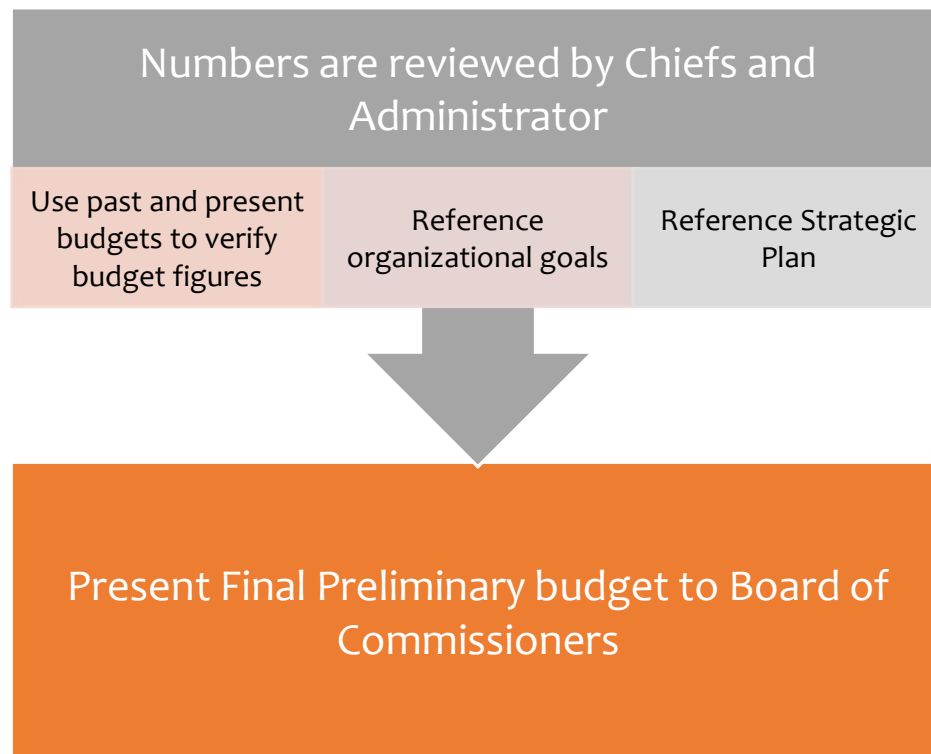 Numbers are reviewed by Chiefs and
Administrator
Use past and present
budgets to verify
budget figures
Reference
organizational goals
Reference Strategic
Plan
Present Final Preliminary budget to Board of
Commissioners